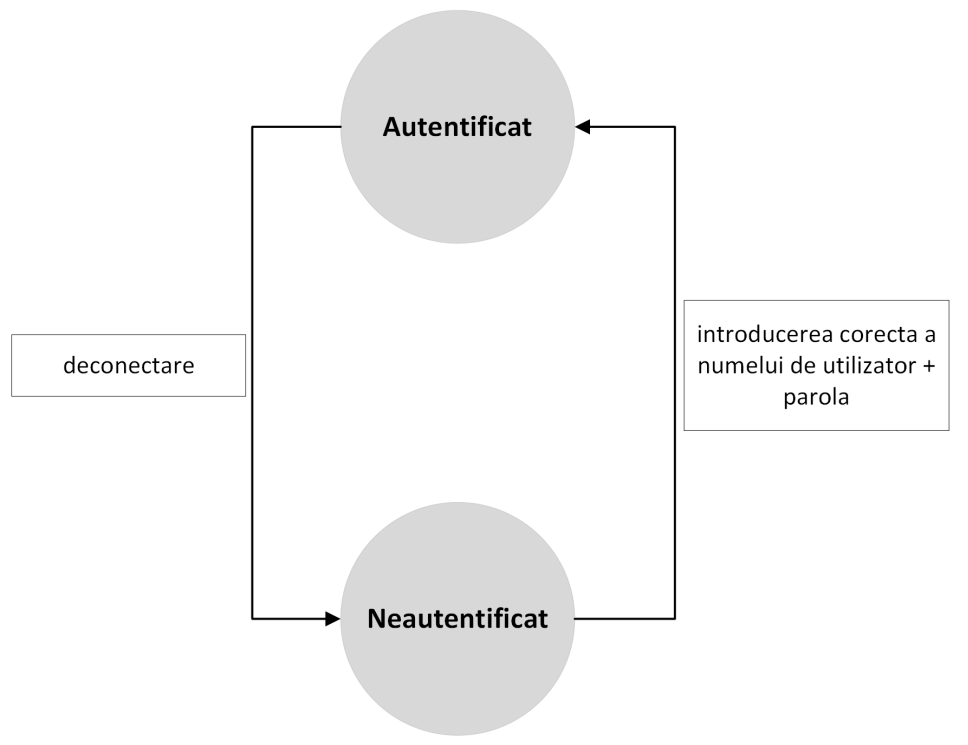 Autentificat
deconectare
introducerea corecta a
numelui de utilizator +
parola
Neautentificat